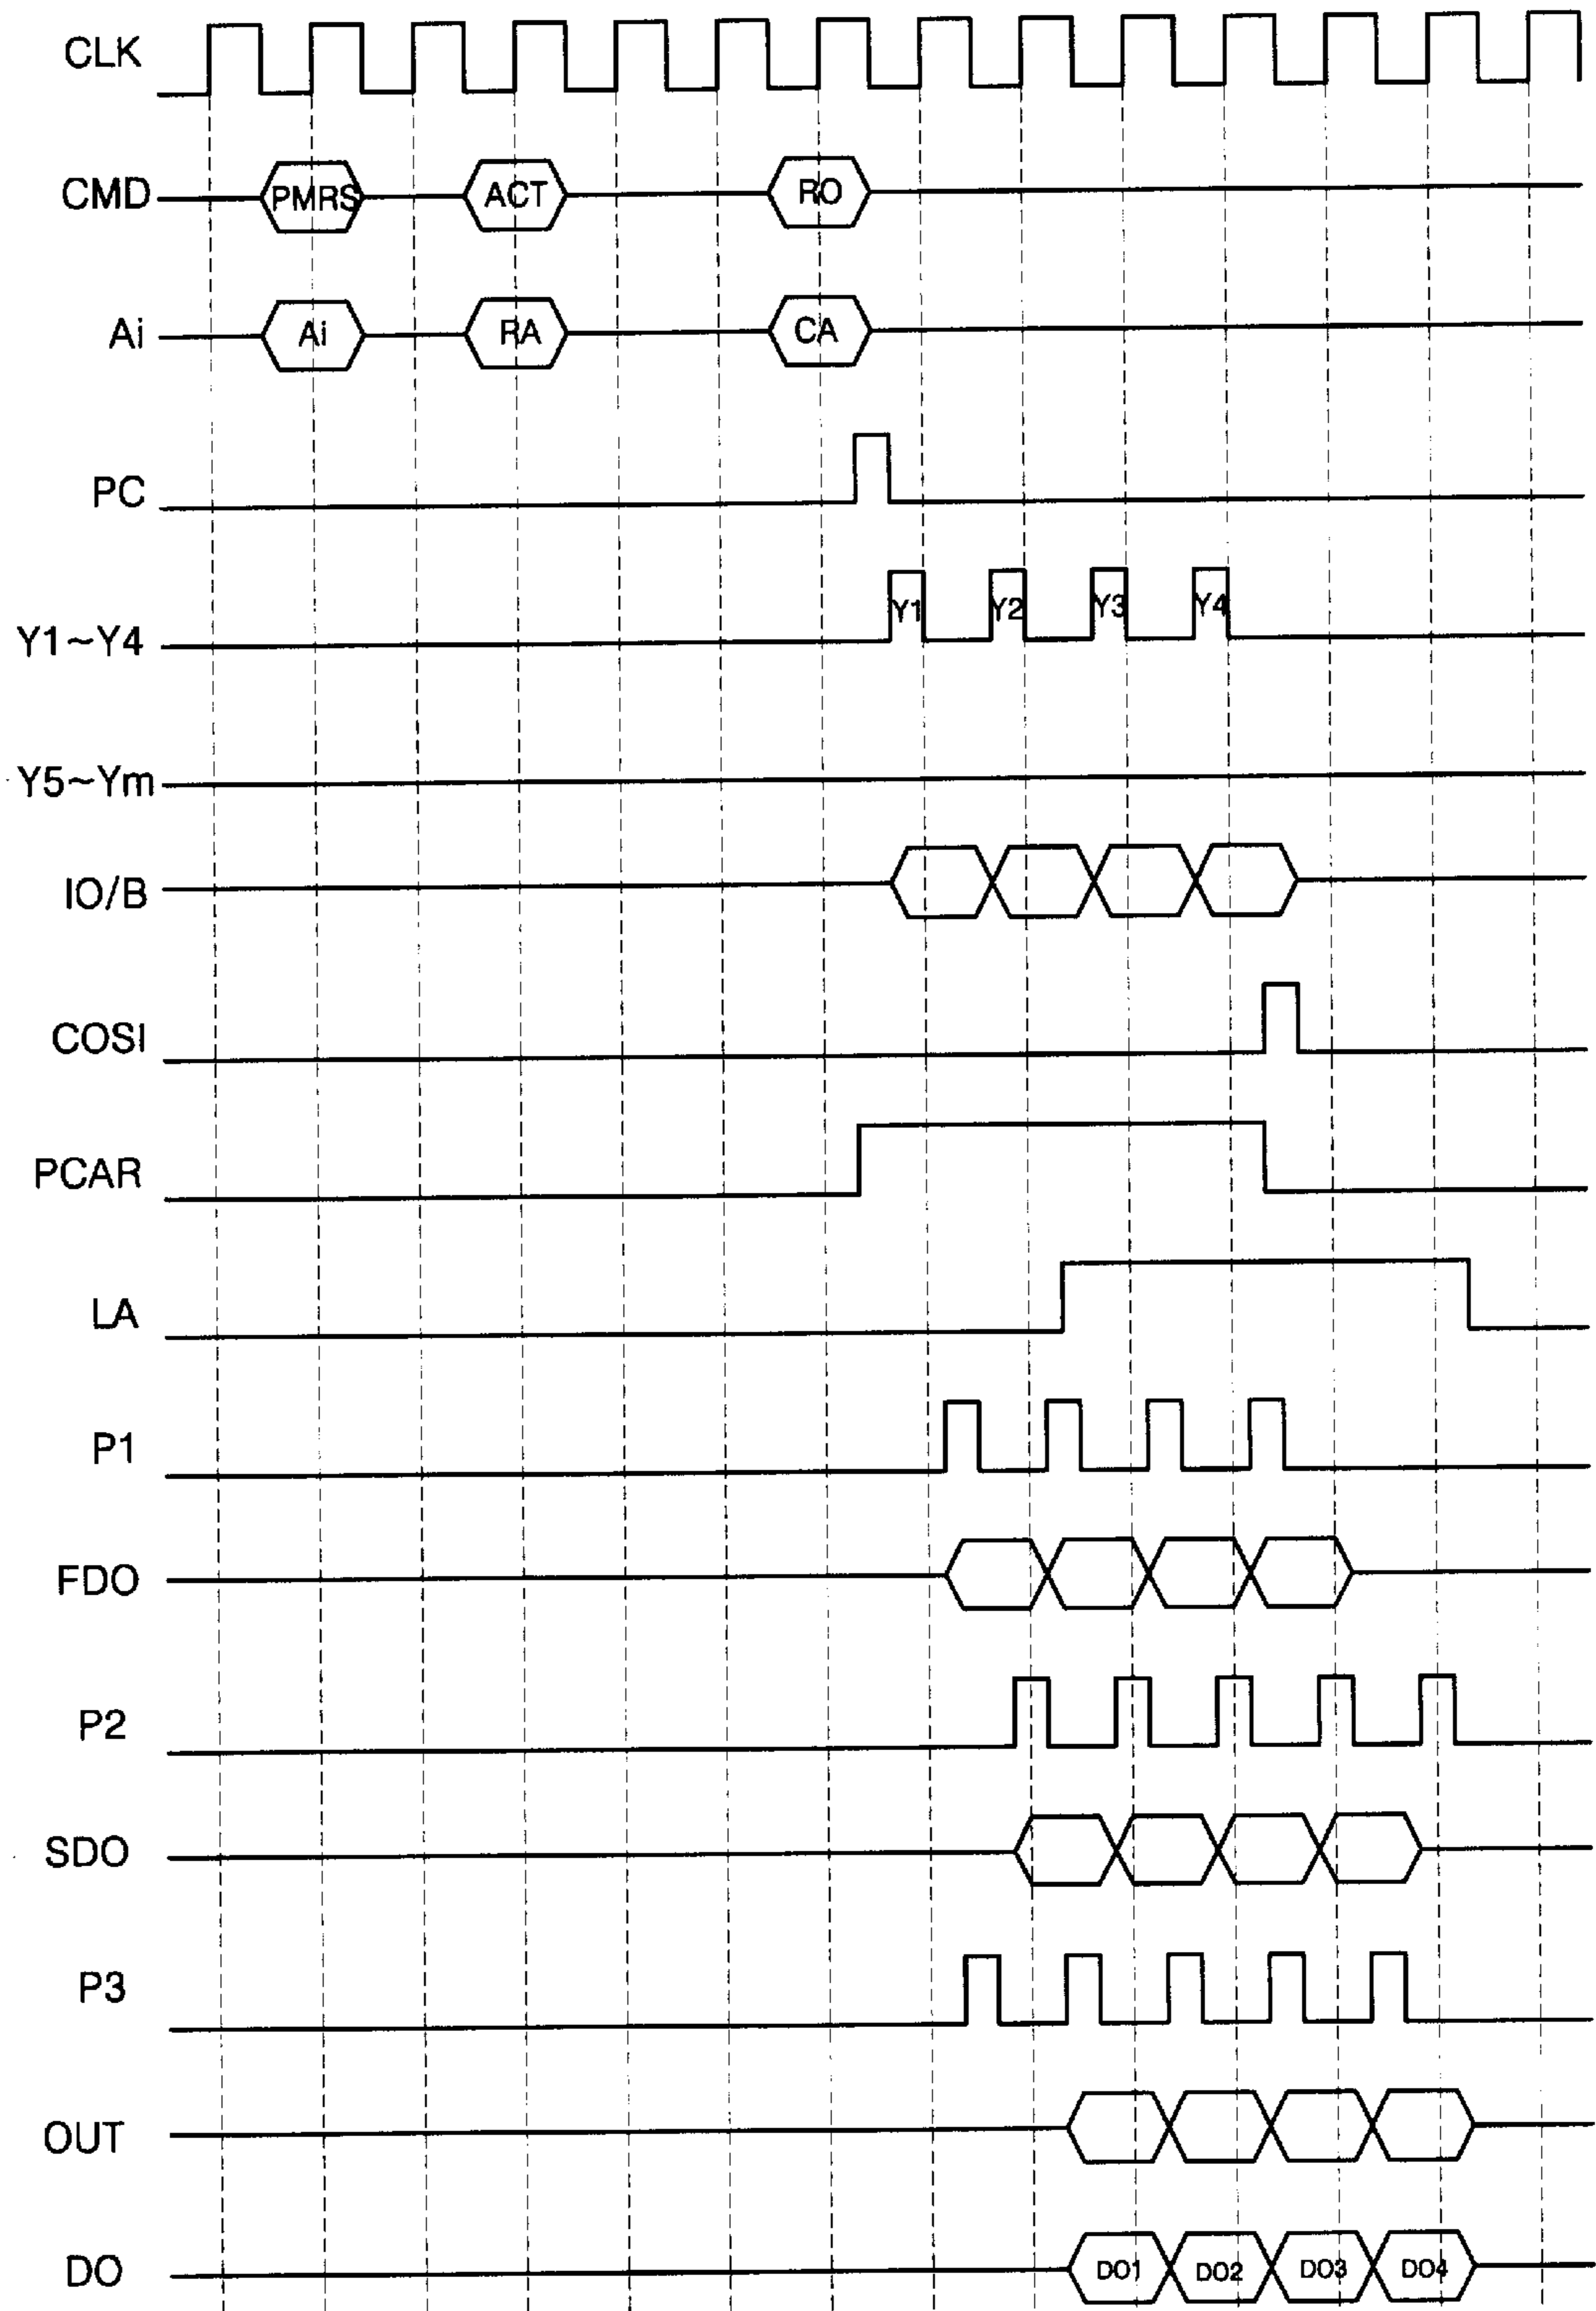 CLK
CMD PMRS ACT RO
Ai Ai RA CA
PC
Y1~Y4 Y1 Y2 Y3 Y4
Y5~Ym
IO/B
COSI
PCAR
LA
P1
FDO
P2
SDO
P3
OUT
DO DO1 DO2 DO3 DO4